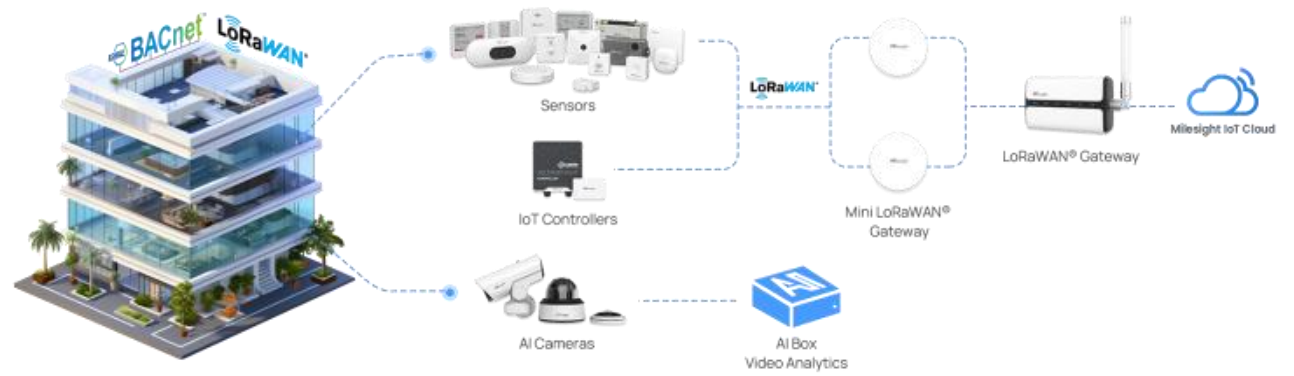 BACnet™
LoRaWAN®
Sensors
LoRaWAN®
LoRaWAN® Gateway
Milesight IoT Cloud
IoT Controllers
Mini LoRaWAN®
Gateway
AI
AI Cameras
AI Box
Video Analytics